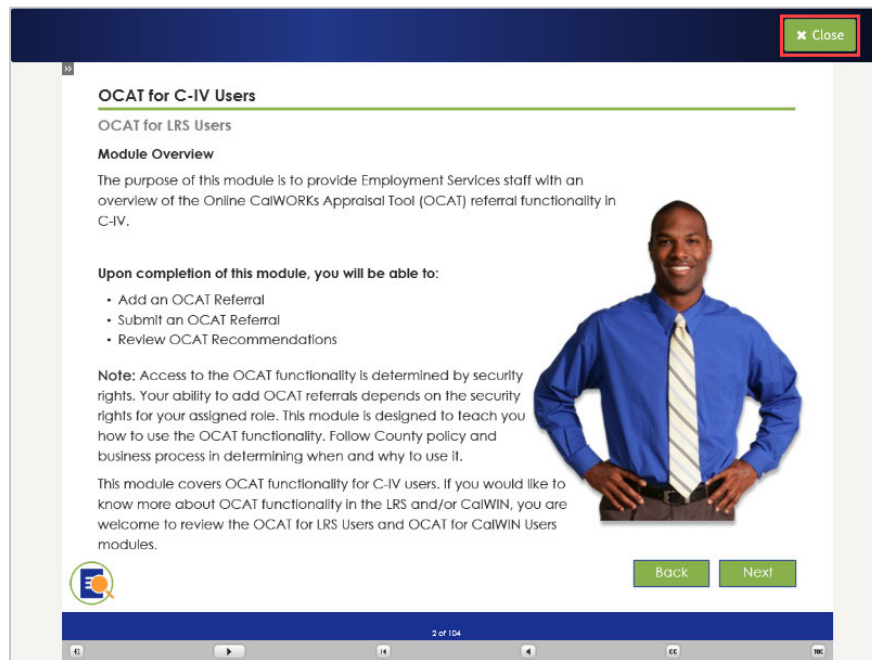 ✖ Close
»
OCAT for C-IV Users
OCAT for LRS Users
Module Overview
The purpose of this module is to provide Employment Services staff with an
overview of the Online CalWORKs Appraisal Tool (OCAT) referral functionality in
C-IV.
Upon completion of this module, you will be able to:
• Add an OCAT Referral
• Submit an OCAT Referral
• Review OCAT Recommendations
Note: Access to the OCAT functionality is determined by security
rights. Your ability to add OCAT referrals depends on the security
rights for your assigned role. This module is designed to teach you
how to use the OCAT functionality. Follow County policy and
business process in determining when and why to use it.
This module covers OCAT functionality for C-IV users. If you would like to
know more about OCAT functionality in the LRS and/or CalWIN, you are
welcome to review the OCAT for LRS Users and OCAT for CalWIN Users
modules.
Back Next
2 of 104
CC TOC